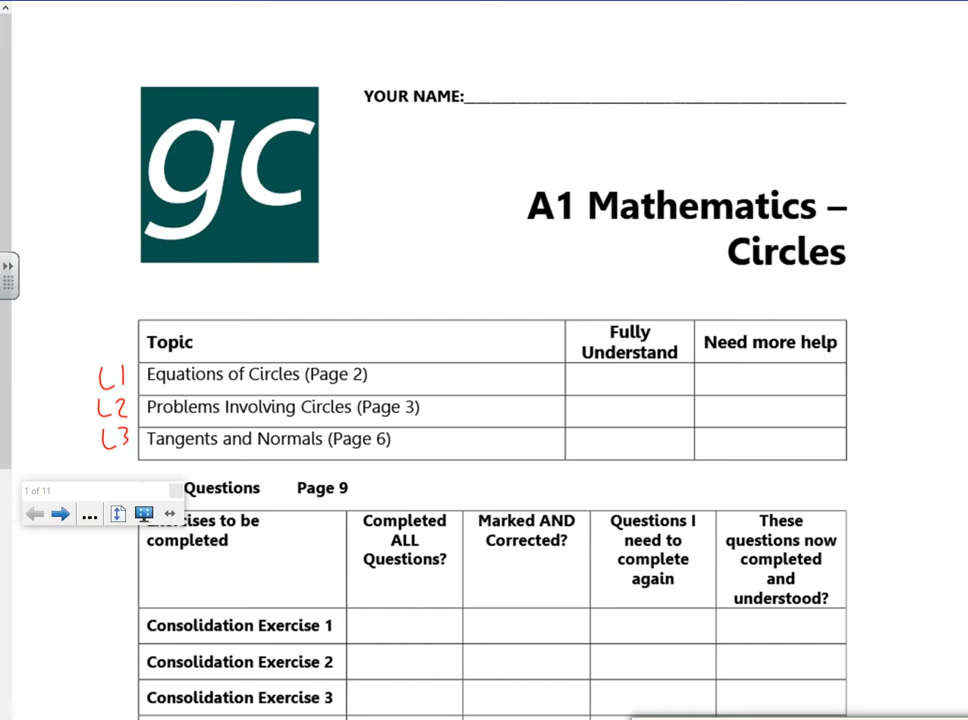 gc
YOUR NAME:
A1 Mathematics –
Circles
Topic
Fully
Understand
Need more help
L1 Equations of Circles (Page 2)
L2 Problems Involving Circles (Page 3)
L3 Tangents and Normals (Page 6)
Questions Page 9
1 of 11
...
Exercises to be
completed
Completed
ALL
Questions?
Marked AND
Corrected?
Questions I
need to
complete
again
These
questions now
completed
and
understood?
Consolidation Exercise 1
Consolidation Exercise 2
Consolidation Exercise 3